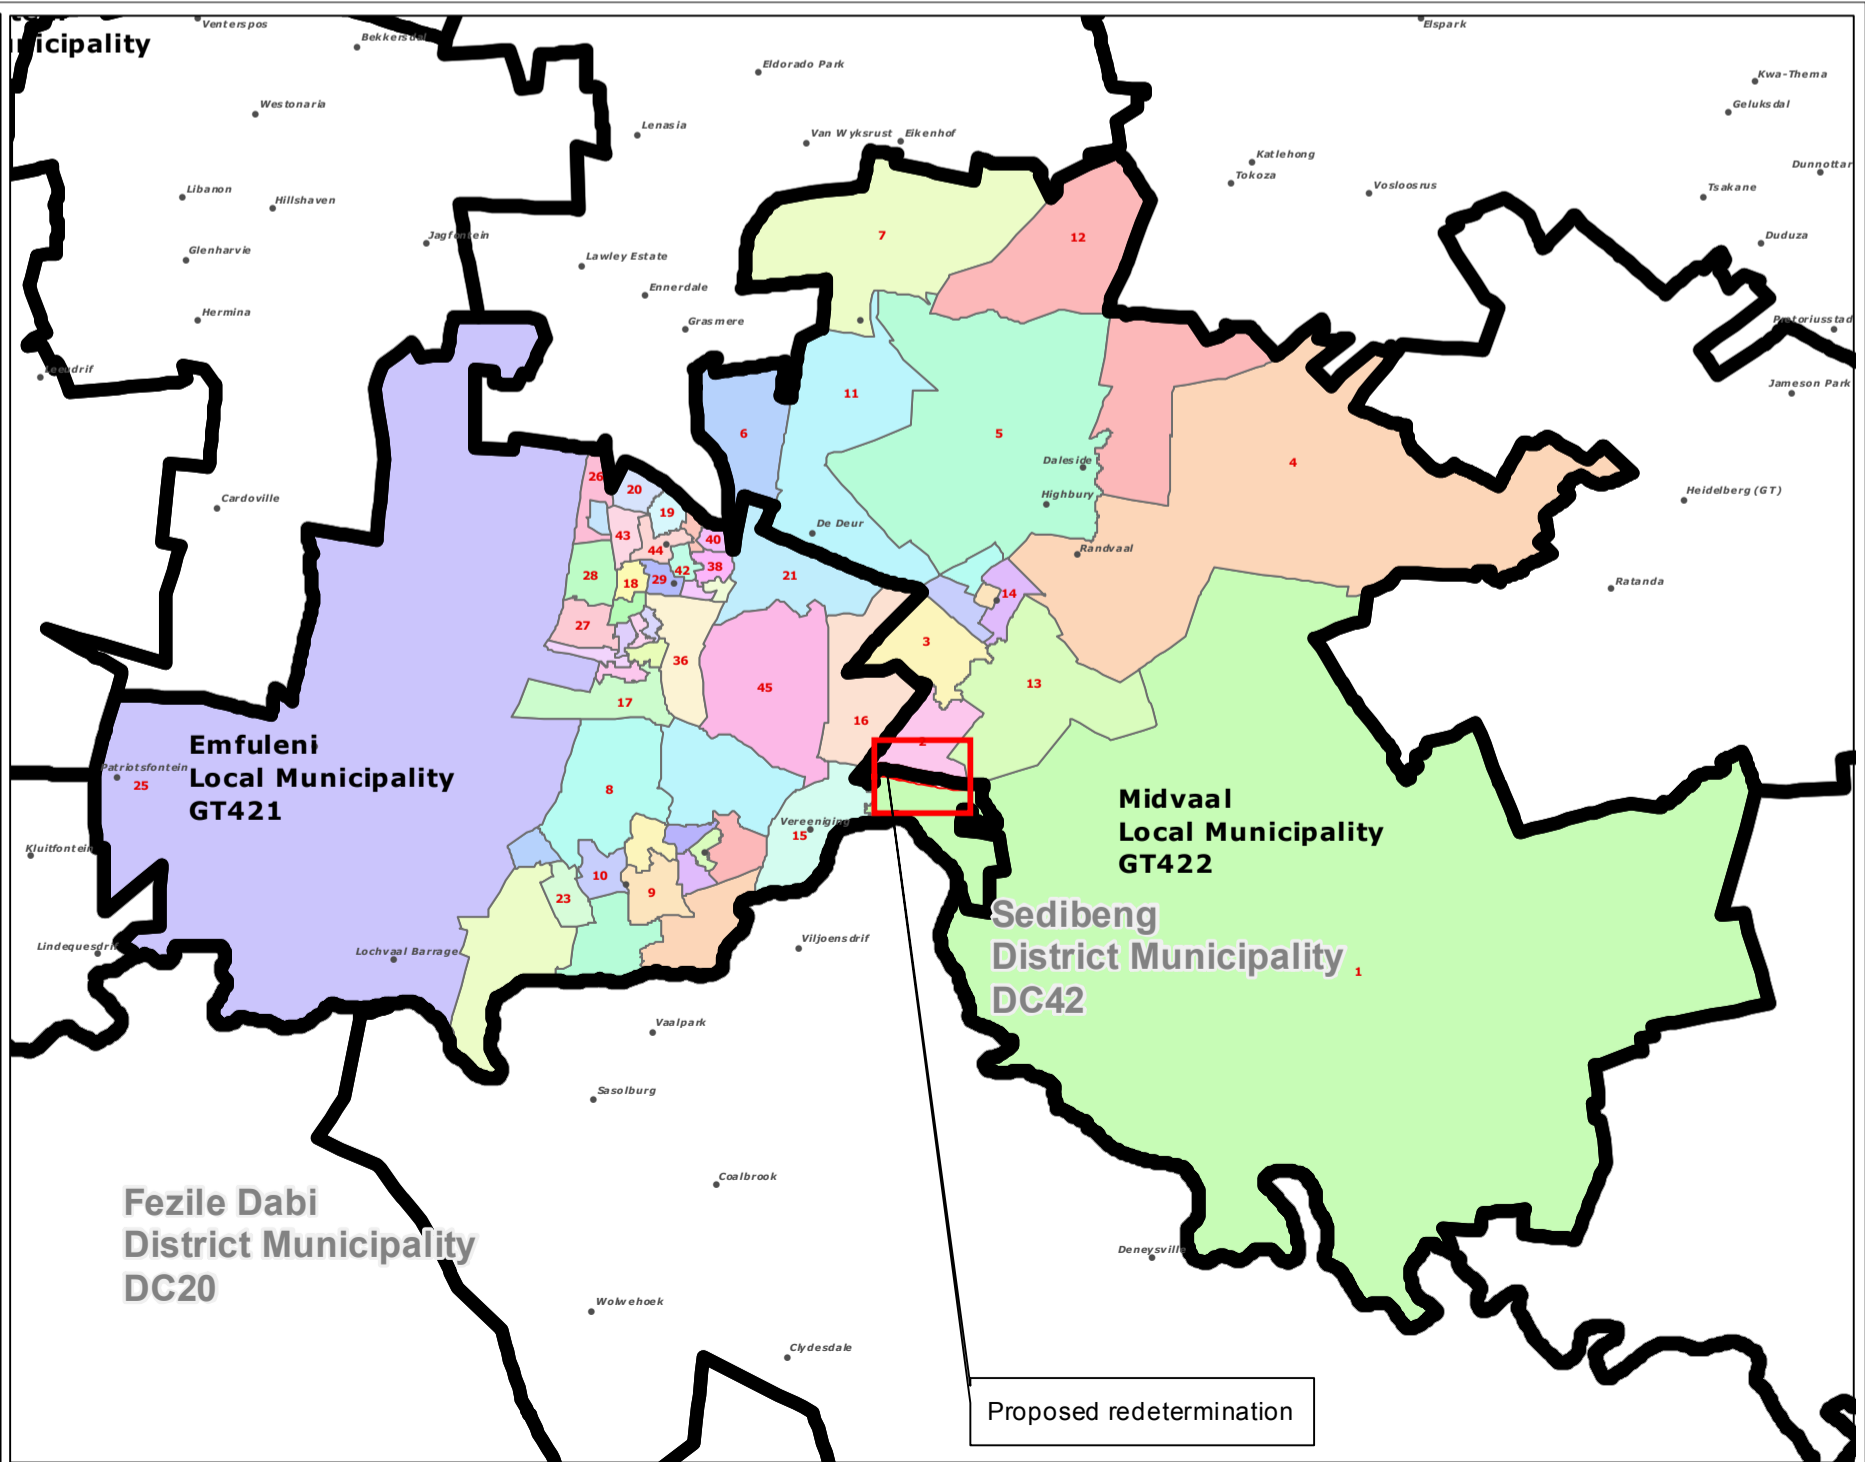 Venterspos
Elspark
nicipality
Bekkersdal
Eldorado Park
Kwa-Thema
Westonaria
Geluksdal
Lenasia
Van Wyksrust
Eikenhof
Katlehong
Dunnottar
Tokoza
Vosloosrus
Tsakane
Libanon
Hillshaven
Jagfontein
7
12
Duduza
Glenharvie
Lawley Estate
Ennerdale
Hermina
Grasmere
Pretoriusstad
Leeudrif
Jameson Park
11
6
5
4
Daleside
26
20
Highbury
Heidelberg (GT)
Cardoville
19
De Deur
43
40
44
Randvaal
42
38
28
18
29
21
Ratanda
14
27
3
36
45
13
17
16
2
Emfuleni
Local Municipality
GT421
Patriotsfontein
25
8
Midvaal
Local Municipality
GT422
Vereeniging
15
Kluitfontein
10
9
23
Sedibeng
District Municipality
DC42
1
Lindequesdrif
Lochvaal Barrage
Viljoensdrif
Vaalpark
Sasolburg
Coalbrook
Fezile Dabi
District Municipality
DC20
Deneysville
Wolwehoek
Clydesdale
Proposed redetermination